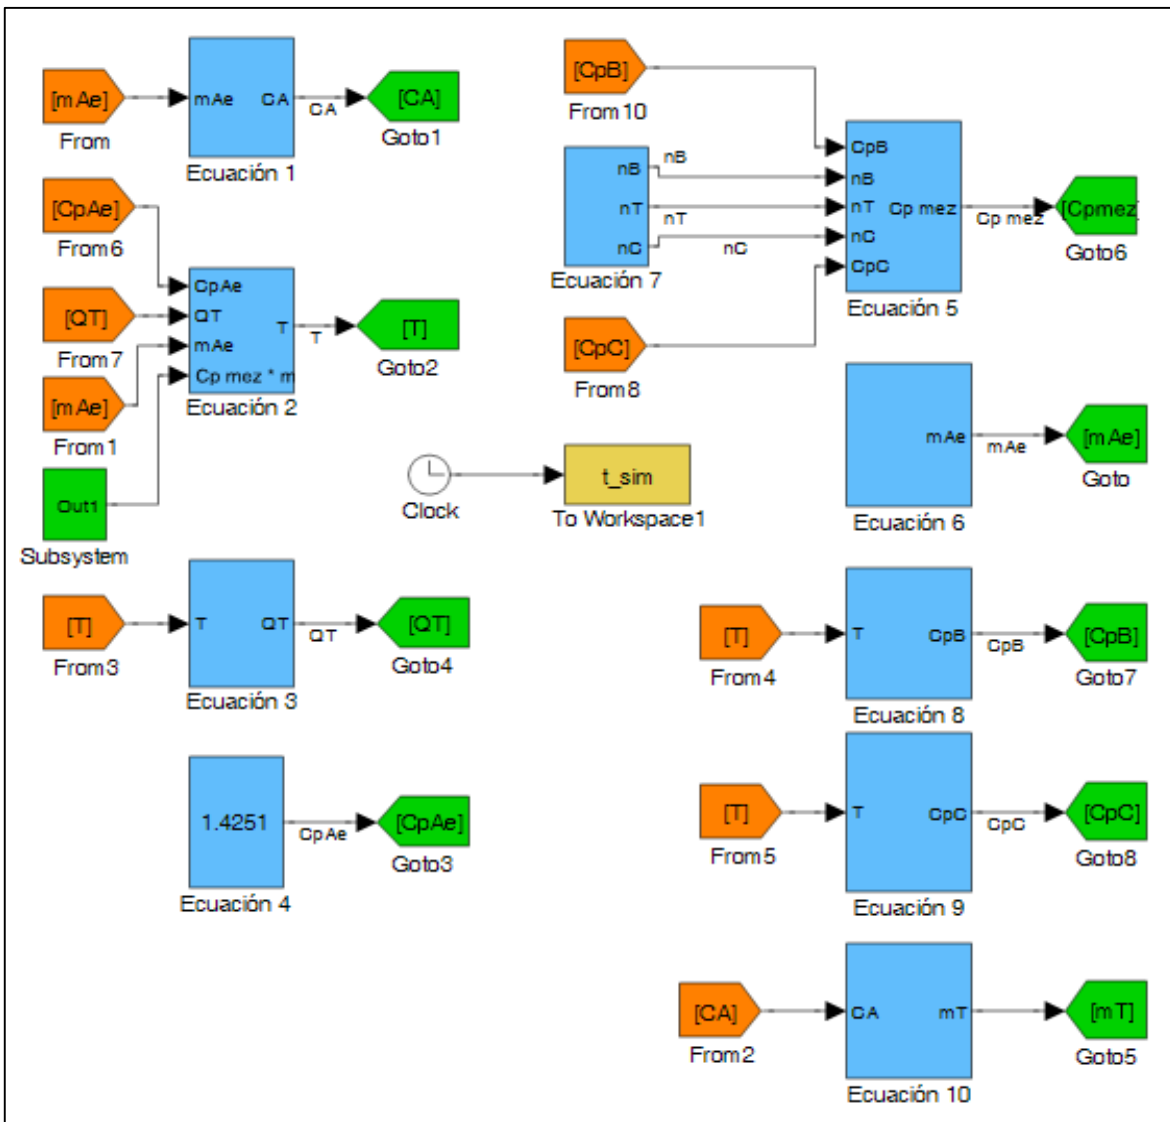 [mAe]
From
mAe
CA
Ecuación 1
CA
[CA]
Goto1
[CpAe]
From6
[QT]
From7
[mAe]
From1
Out1
Subsystem
CpAe
QT
mAe
Cp mez * m
T
Ecuación 2
T
[T]
Goto2
[T]
From3
T
QT
Ecuación 3
QT
[QT]
Goto4
1.4251
Ecuación 4
CpAe
[CpAe]
Goto3
Clock
t_sim
To Workspace1
[CpB]
From10
nB
nT
nC
Ecuación 7
nB
nT
nC
[CpC]
From8
CpB
nB
nT
nC
CpC
Cp mez
Ecuación 5
Cp mez
[Cpmez
Goto6
mAe
Ecuación 6
mAe
[mAe]
Goto
[T]
From4
T
CpB
Ecuación 8
CpB
[CpB]
Goto7
[T]
From5
T
CpC
Ecuación 9
CpC
[CpC]
Goto8
[CA]
From2
CA
mT
Ecuación 10
[mT]
Goto5